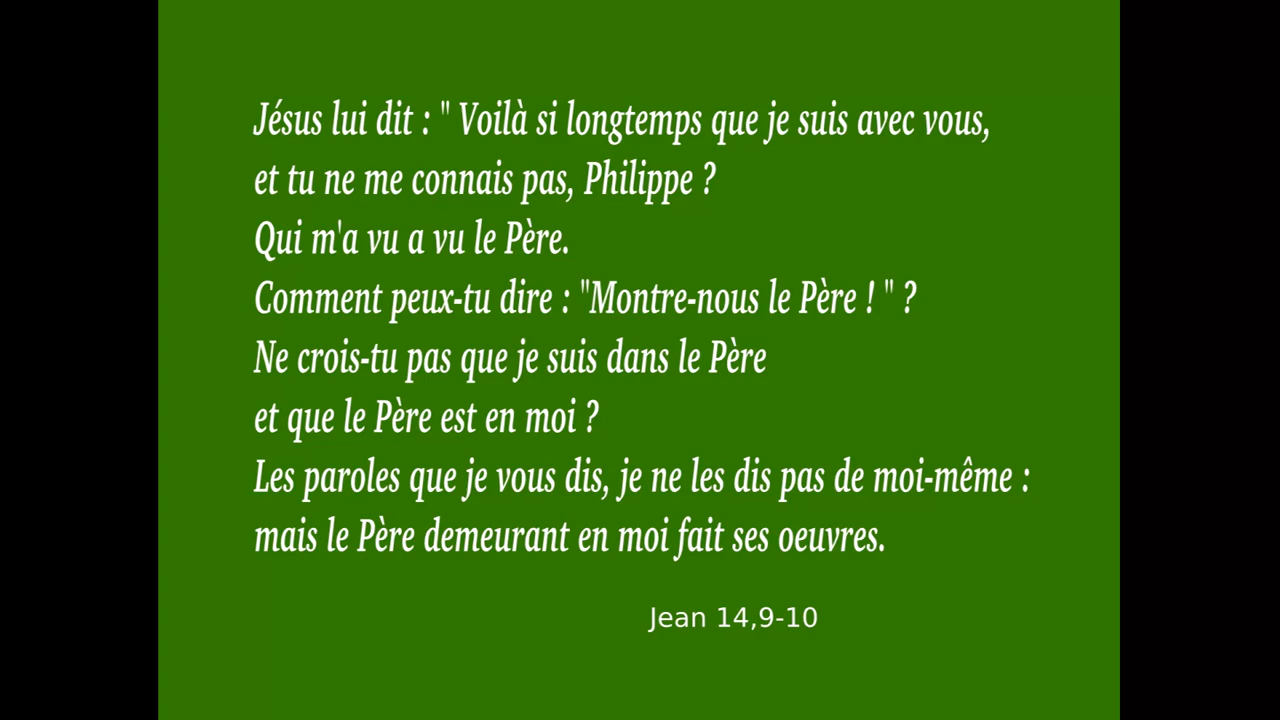 Jésus lui dit : " Voilà si longtemps que je suis avec vous,
et tu ne me connais pas, Philippe ?
Qui m'a vu a vu le Père.
Comment peux-tu dire : "Montre-nous le Père ! " ?
Ne crois-tu pas que je suis dans le Père
et que le Père est en moi ?
Les paroles que je vous dis, je ne les dis pas de moi-même :
mais le Père demeurant en moi fait ses oeuvres.
Jean 14,9-10